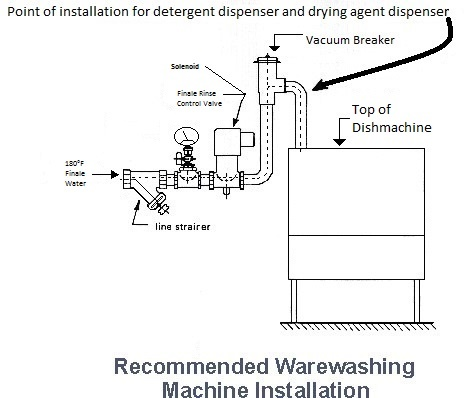 Point of installation for detergent dispenser and drying agent dispenser
Vacuum Breaker
Solenoid
Finale Rinse
Control Valve
Top of
Dishmachine
180°F
Finale
Water
line strairer
Recommended Warewashing
Machine Installation